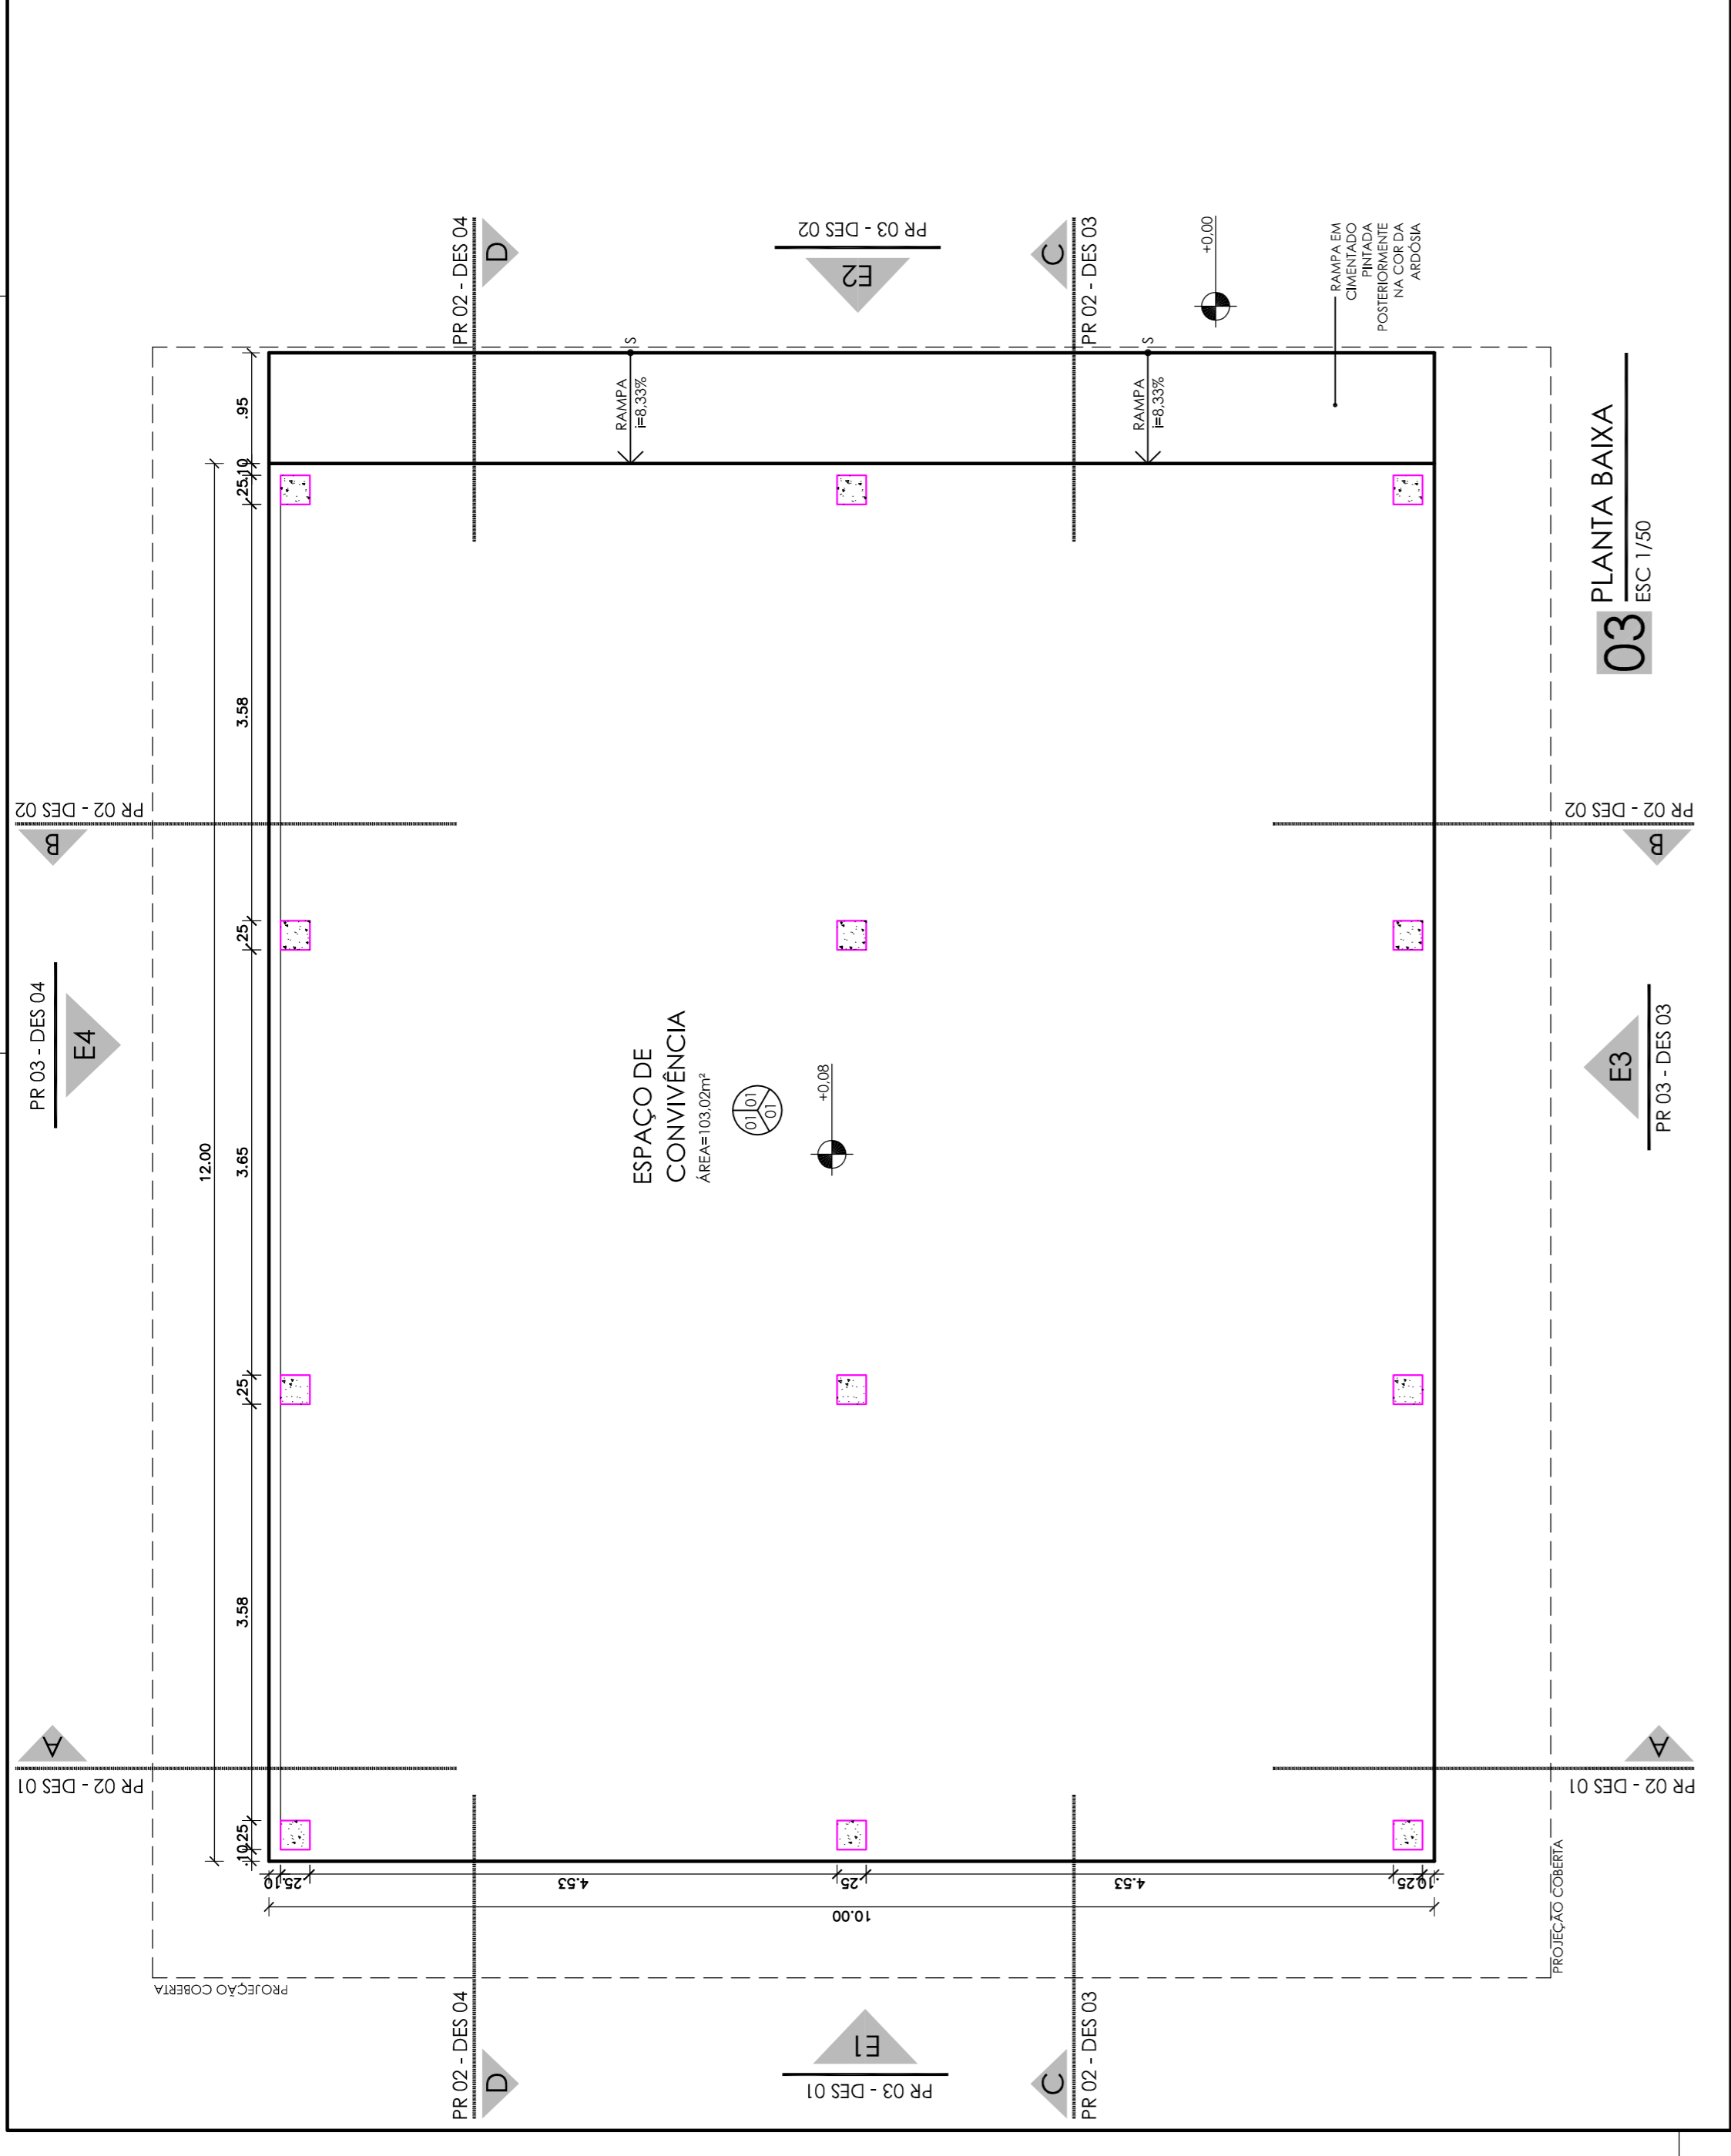 PR 02 - DES 01
A
PR 02 - DES 02
B
PR 03 - DES 04
E4
PROJEÇÃO COBERTA
12.00
.10
.25
3.58
.25
3.65
.25
3.58
.25
.10
.95
10.00
.10
.25
4.53
.25
4.53
.25
.10
PR 02 - DES 04
D
PR 02 - DES 04
D
PR 03 - DES 01
E1
PR 03 - DES 02
E2
ESPAÇO DE
CONVIVÊNCIA
ÁREA=103,02m²
01
01
01
+0,08
RAMPA
i=8,33%
S
RAMPA
i=8,33%
S
C
PR 02 - DES 03
C
PR 02 - DES 03
+0,00
RAMPA EM
CIMENTADO
PINTADA
POSTERIORMENTE
NA COR DA
ARDÓSIA
PROJEÇÃO COBERTA
A
PR 02 - DES 01
E3
PR 03 - DES 03
B
PR 02 - DES 02
03
PLANTA BAIXA
ESC 1/50